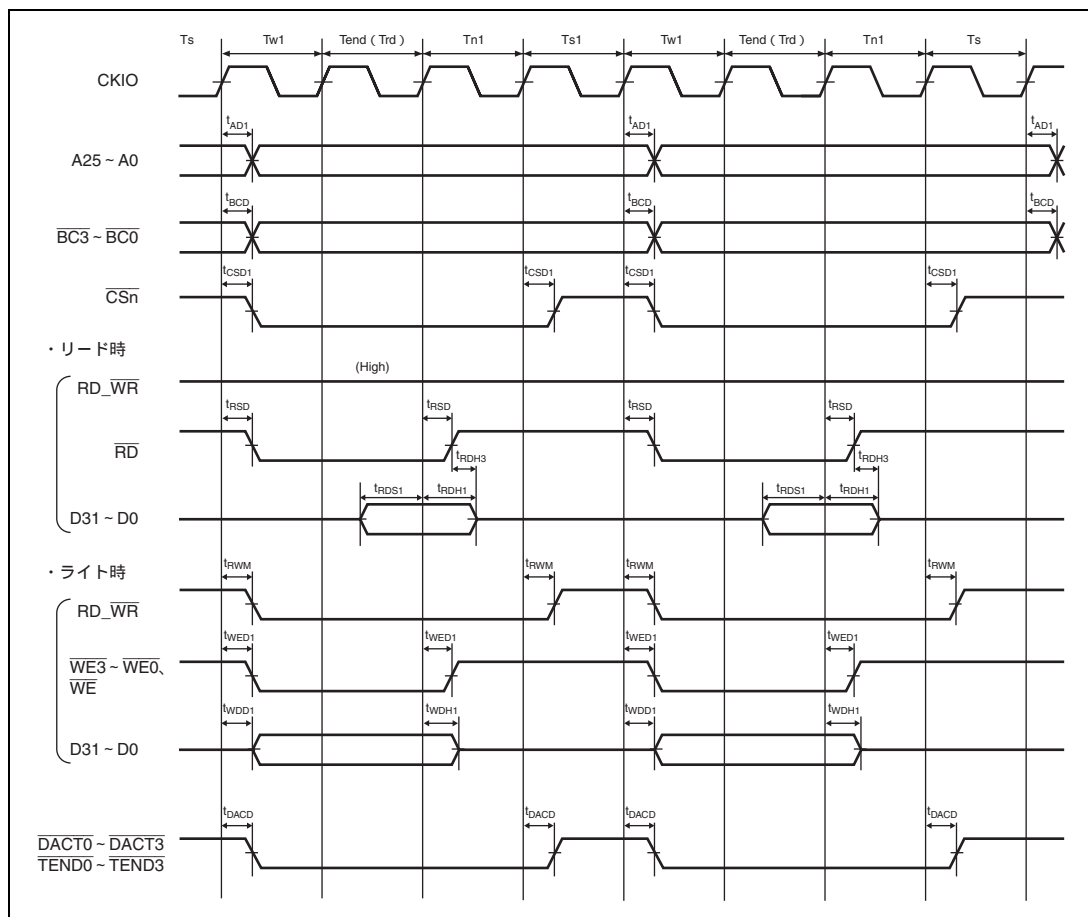 Ts Tw1 Tend ( Trd ) Tn1 Ts1 Tw1 Tend ( Trd ) Tn1 Ts
CKIO
tAD1 tAD1 tAD1
A25 ~ A0
tBCD tBCD tBCD
BC3 ~ BC0
tCSD1 tCSD1 tCSD1 tCSD1
CSn
・リード時
(High)
RD_WR
tRSD tRSD tRSD tRSD
RD
tRDH3 tRDH3
tRDS1 tRDH1 tRDS1 tRDH1
D31 ~ D0
・ライト時
tRWM tRWM tRWM tRWM
RD_WR
tWED1 tWED1 tWED1 tWED1
WE3 ~ WE0、
WE
tWDD1 tWDH1 tWDD1 tWDH1
D31 ~ D0
tDACD tDACD tDACD tDACD
DACT0 ~ DACT3
TEND0 ~ TEND3